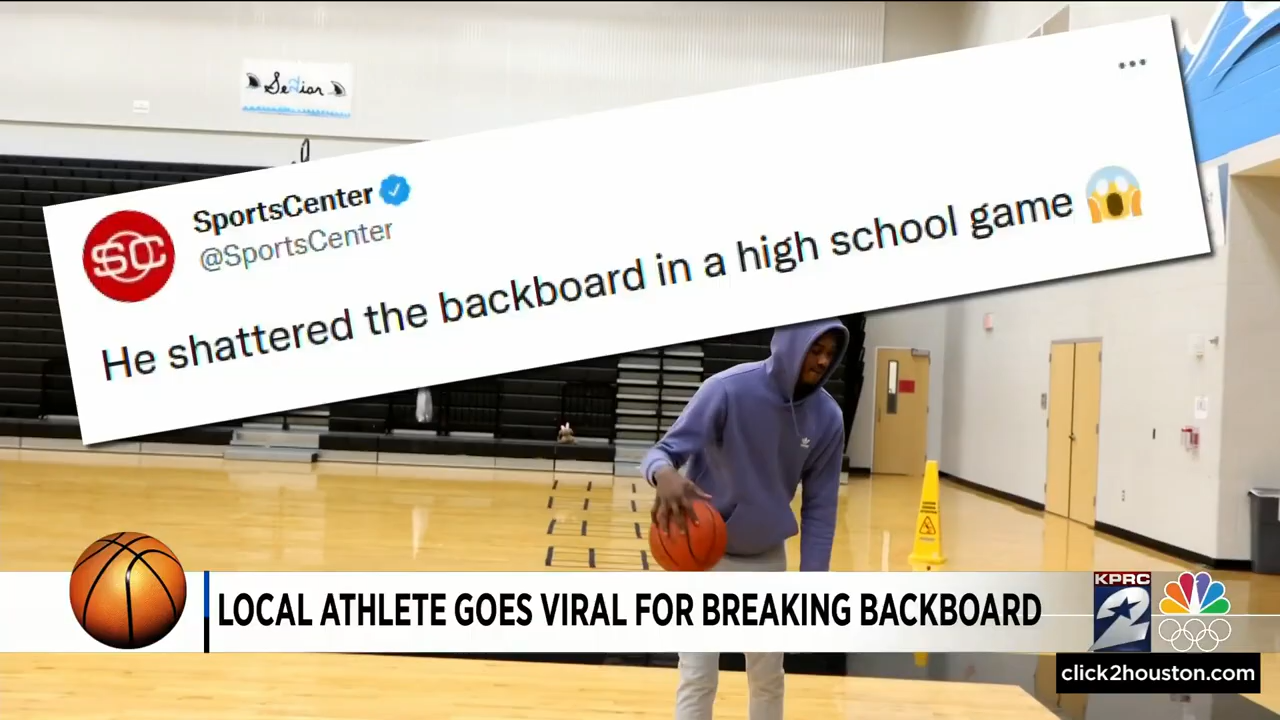 Senior
SportsCenter
@SportsCenter
He shattered the backboard in a high school game 😱
LOCAL ATHLETE GOES VIRAL FOR BREAKING BACKBOARD
KPRC
2
click2houston.com